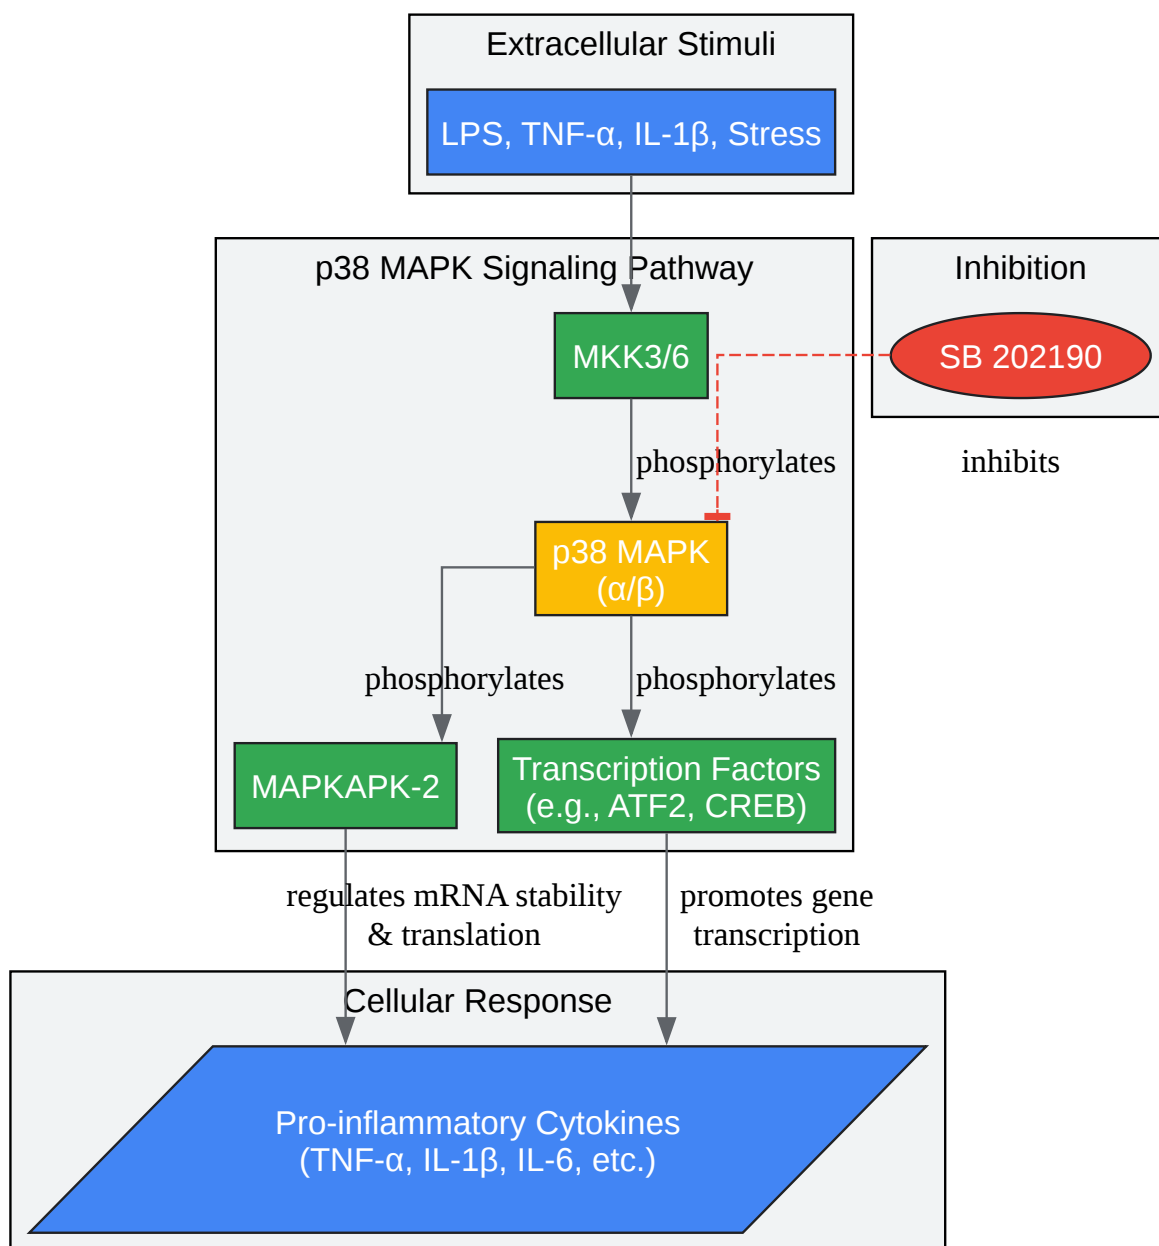 Extracellular Stimuli
LPS, TNF-α, IL-1β, Stress
p38 MAPK Signaling Pathway
Inhibition
MKK3/6
SB 202190
phosphorylates
inhibits
p38 MAPK
(α/β)
phosphorylates
phosphorylates
MAPKAPK-2
Transcription Factors
(e.g., ATF2, CREB)
regulates mRNA stability
& translation
promotes gene
transcription
Cellular Response
Pro-inflammatory Cytokines
(TNF-α, IL-1β, IL-6, etc.)